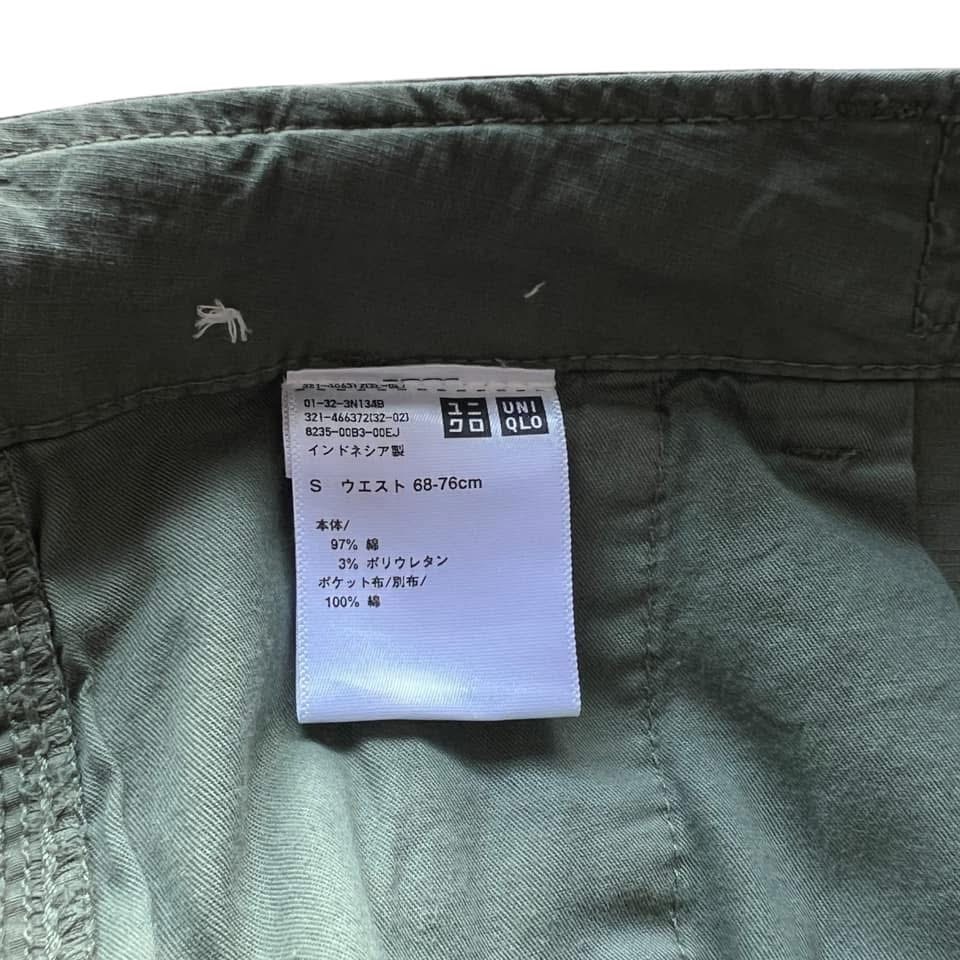 01-32-3N134B
321-466372(32-02)
8235-00B3-00EJ
インドネシア製
ユニ
クロ
UNI
QLO
S ウエスト 68-76cm
本体/
97% 綿
3% ポリウレタン
ポケット布/別布/
100% 綿